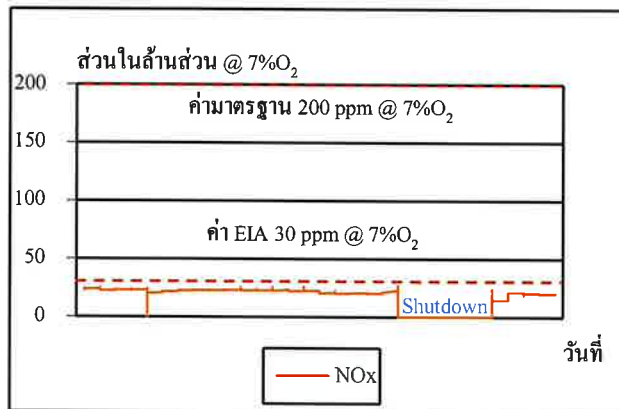 ส่วนในล้านส่วน @ 7%O₂
200
ค่ามาตรฐาน 200 ppm @ 7%O₂
150
100
ค่า EIA 30 ppm @ 7%O₂
50
0
Shutdown
วันที่
NOx